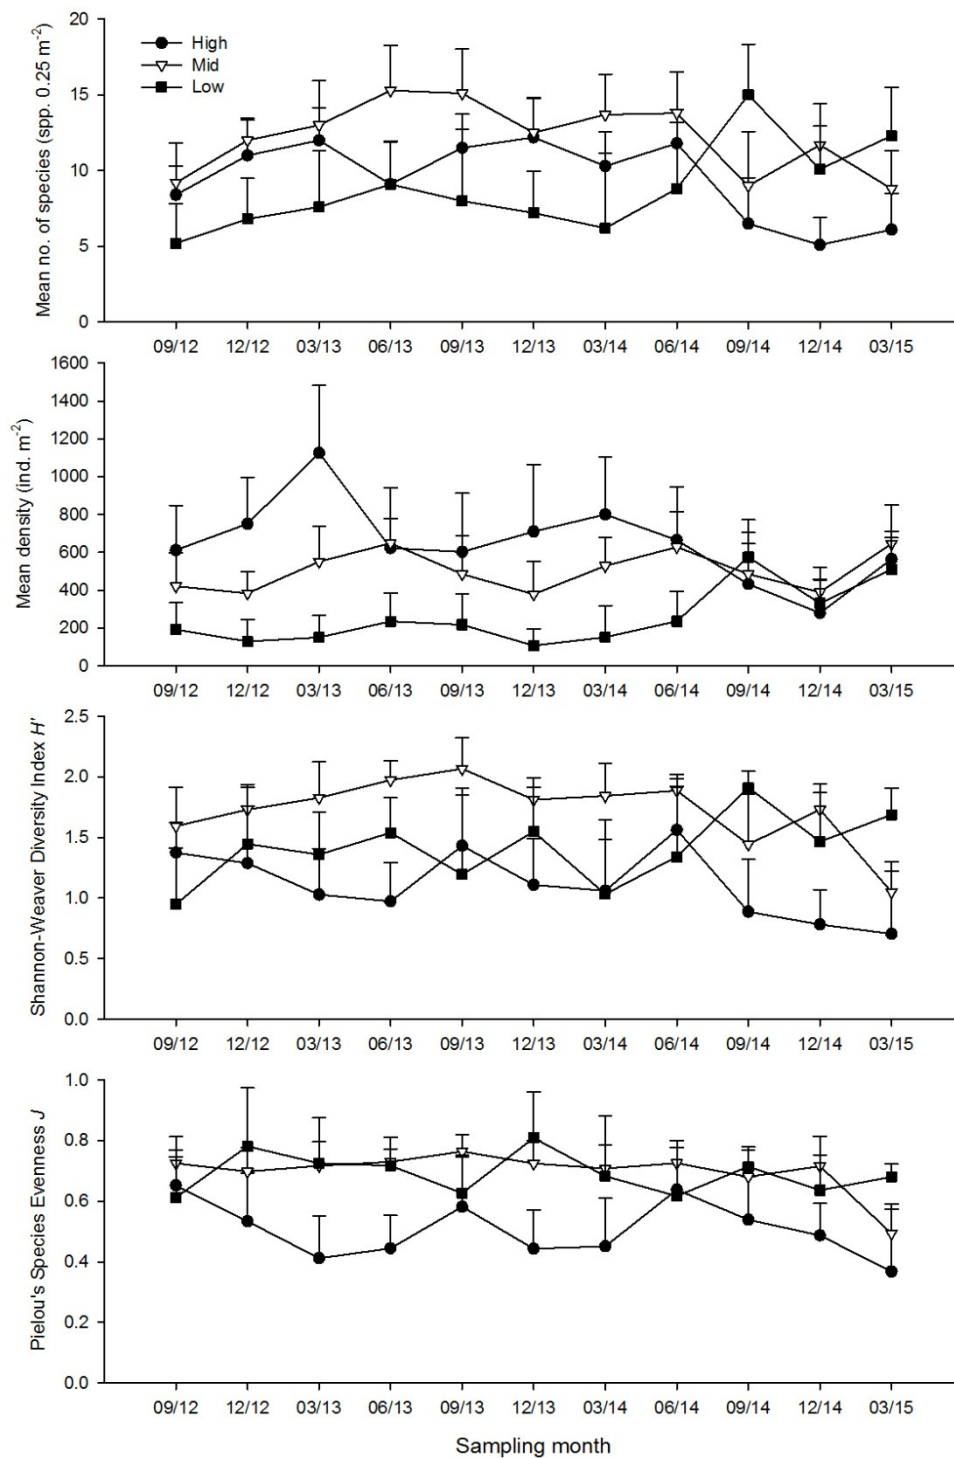 Mean no. of species (spp. 0.25 m⁻²)
20
15
10
5
0
High
Mid
Low
09/12 12/12 03/13 06/13 09/13 12/13 03/14 06/14 09/14 12/14 03/15
Mean density (ind. m⁻²)
1600
1400
1200
1000
800
600
400
200
0
09/12 12/12 03/13 06/13 09/13 12/13 03/14 06/14 09/14 12/14 03/15
Shannon-Weaver Diversity Index H'
2.5
2.0
1.5
1.0
0.5
0.0
09/12 12/12 03/13 06/13 09/13 12/13 03/14 06/14 09/14 12/14 03/15
Pielou's Species Evenness J
1.0
0.8
0.6
0.4
0.2
0.0
09/12 12/12 03/13 06/13 09/13 12/13 03/14 06/14 09/14 12/14 03/15
Sampling month